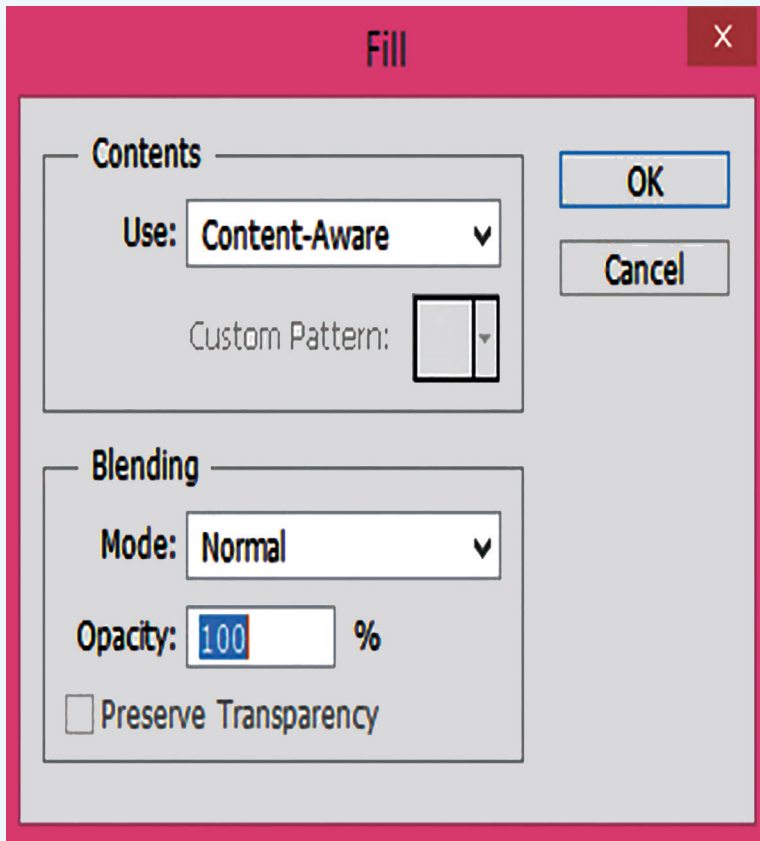 Fill
X
Contents
OK
Use: Content-Aware
Cancel
Custom Pattern:
Blending
Mode: Normal
Opacity: 100 %
Preserve Transparency